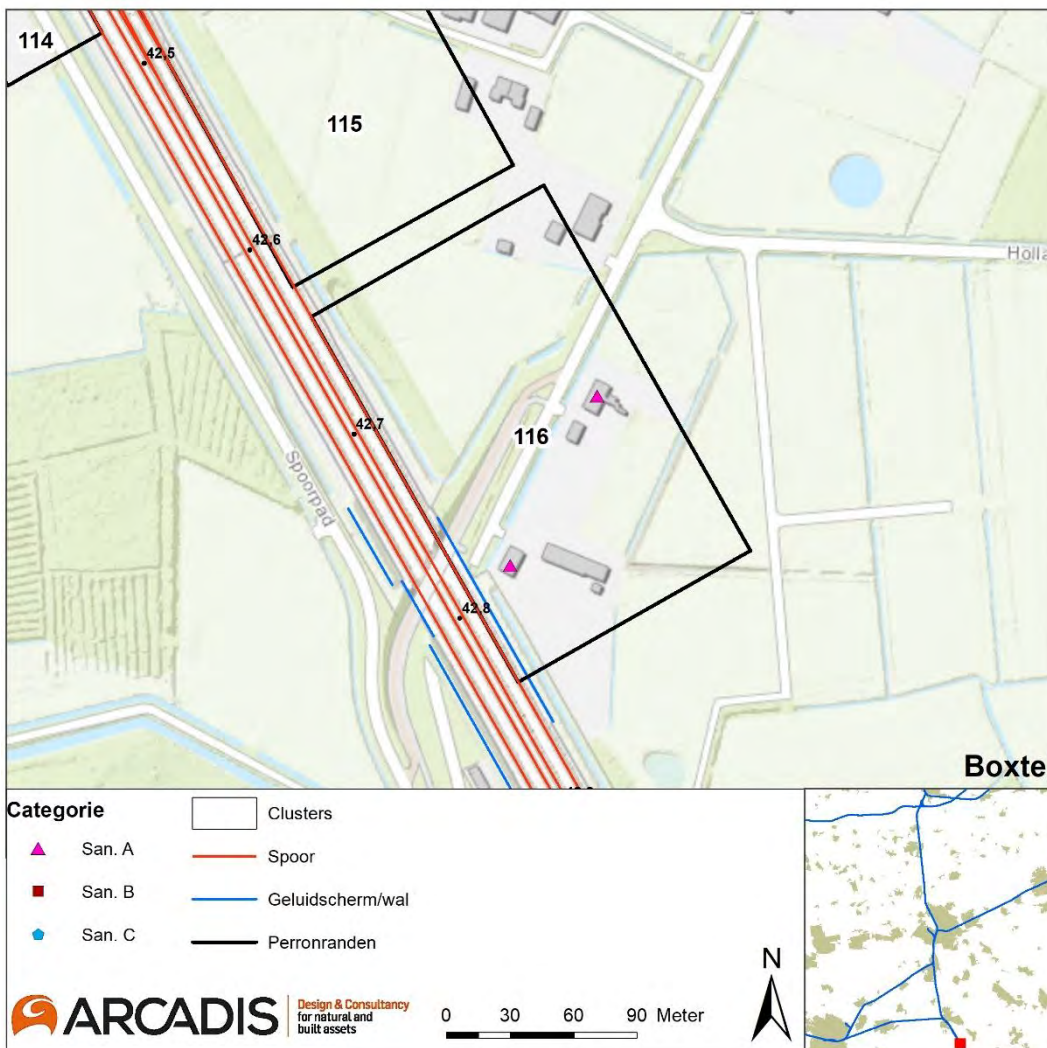 114
42,5
115
42,6
Holla
42,7
116
Spoorpad
42,8
Boxte
Categorie
San. A
San. B
San. C
Clusters
Spoor
Geluidscherm/wal
Perronranden
ARCADIS
Design & Consultancy
for natural and
built assets
0 30 60 90 Meter
N